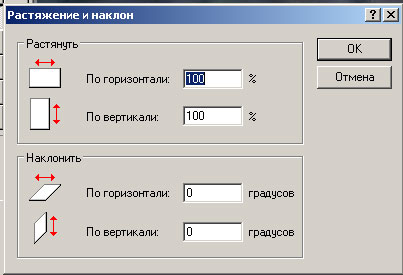 Растяжение и наклон
Растянуть
По горизонтали: 100 %
По вертикали: 100 %
Наклонить
По горизонтали: 0 градусов
По вертикали: 0 градусов
OK
Отмена